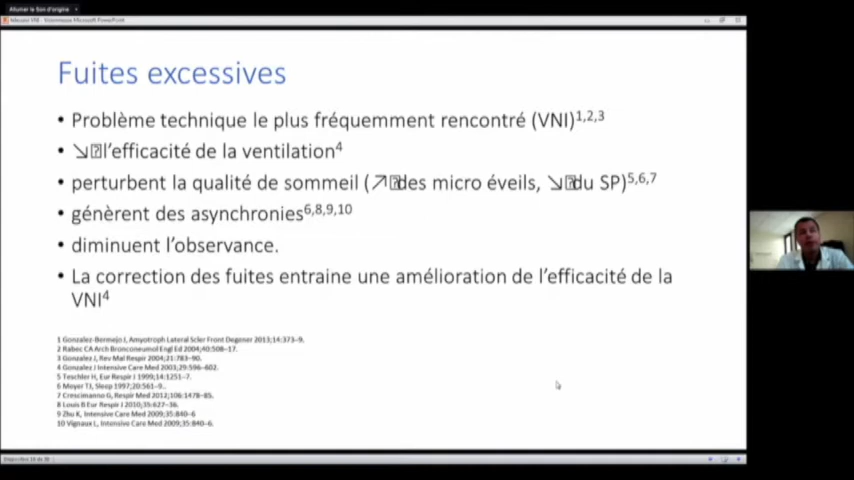 Allumer le Son d'origine
Fuites excessives
• Problème technique le plus fréquemment rencontré (VNI)1,2,3
• ↘ l'efficacité de la ventilation4
• perturbent la qualité de sommeil (↗ des micro éveils, ↘ du SP)5,6,7
• génèrent des asynchronies6,8,9,10
• diminuent l'observance.
• La correction des fuites entraine une amélioration de l'efficacité de la
VNI4
1 Gonzalez-Bermejo J, Amyotroph Lateral Scler Front Degener 2013;14:373–9.
2 Rabec CA Arch Bronconeumol Engl Ed 2004;40:508–17.
3 Gonzalez J, Rev Mal Respir 2004;21:783–90.
4 Gonzalez J Intensive Care Med 2003;29:596–602.
5 Teschler H, Eur Respir J 1999;14:1251–7.
6 Meyer TJ, Sleep 1997;20:561–9.
7 Crescimanno G, Respir Med 2012;106:1478–85.
8 Louis B Eur Respir J 2010;35:627–36.
9 Zhu K, Intensive Care Med 2009;35:840–6
10 Vignaux L, Intensive Care Med 2009;35:840–6.